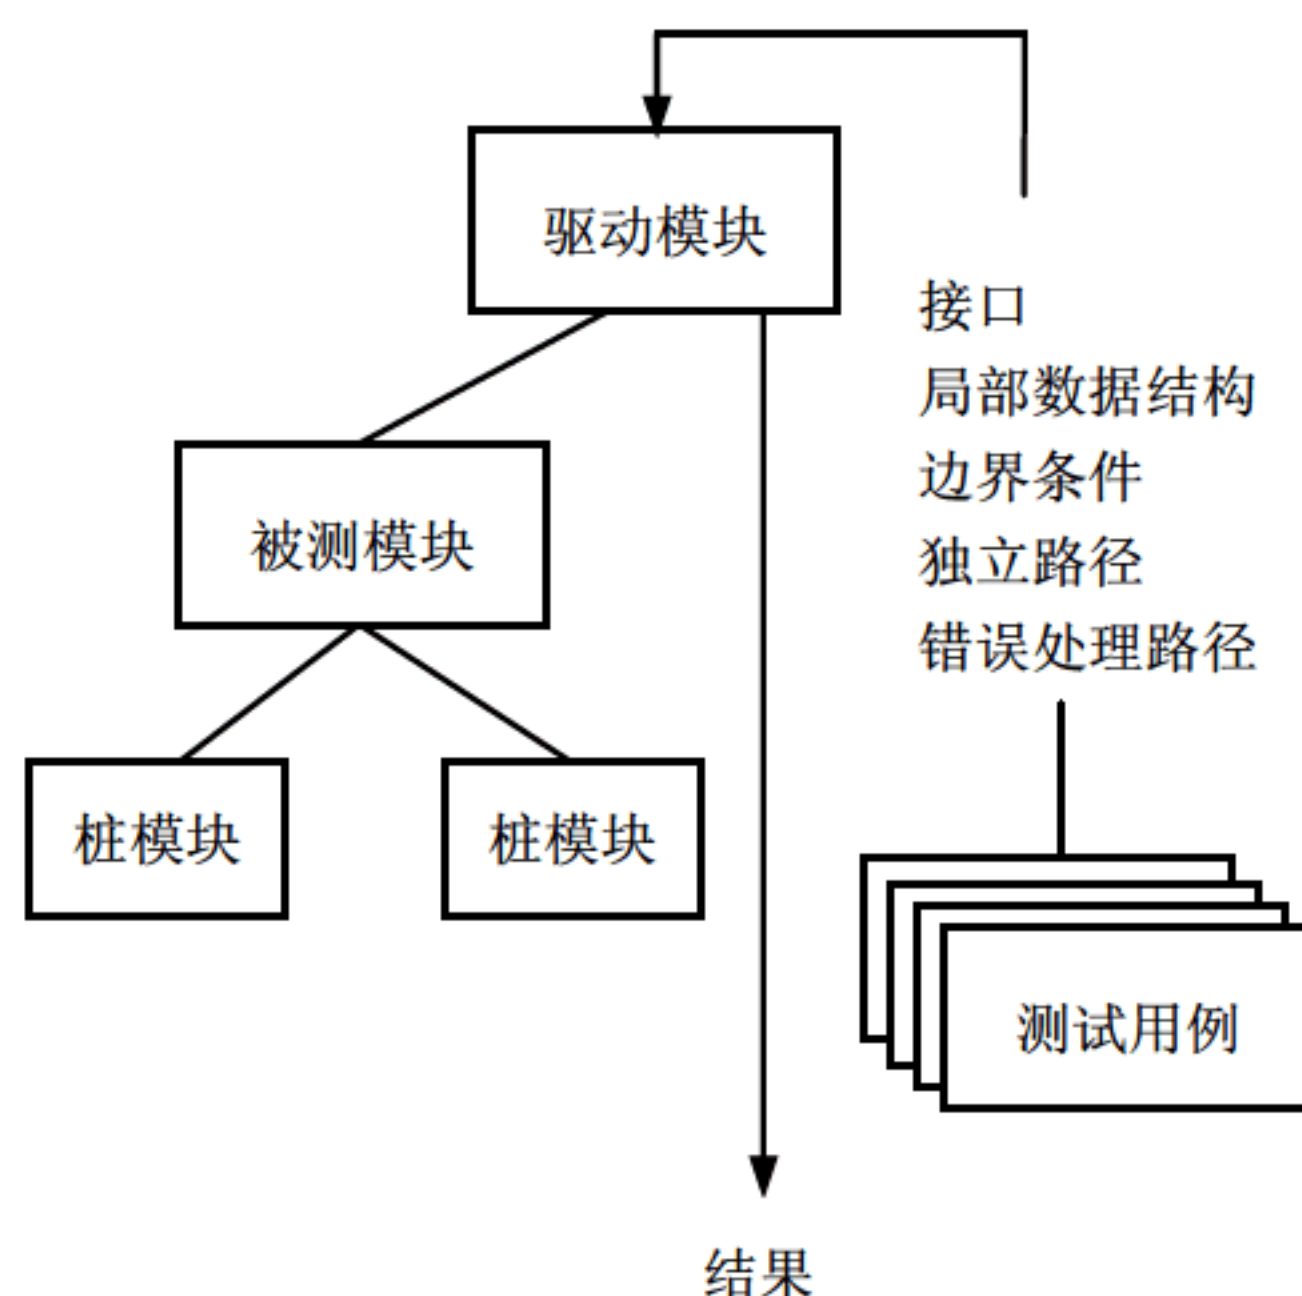 驱动模块
接口
局部数据结构
边界条件
独立路径
错误处理路径
被测模块
桩模块
桩模块
测试用例
结果